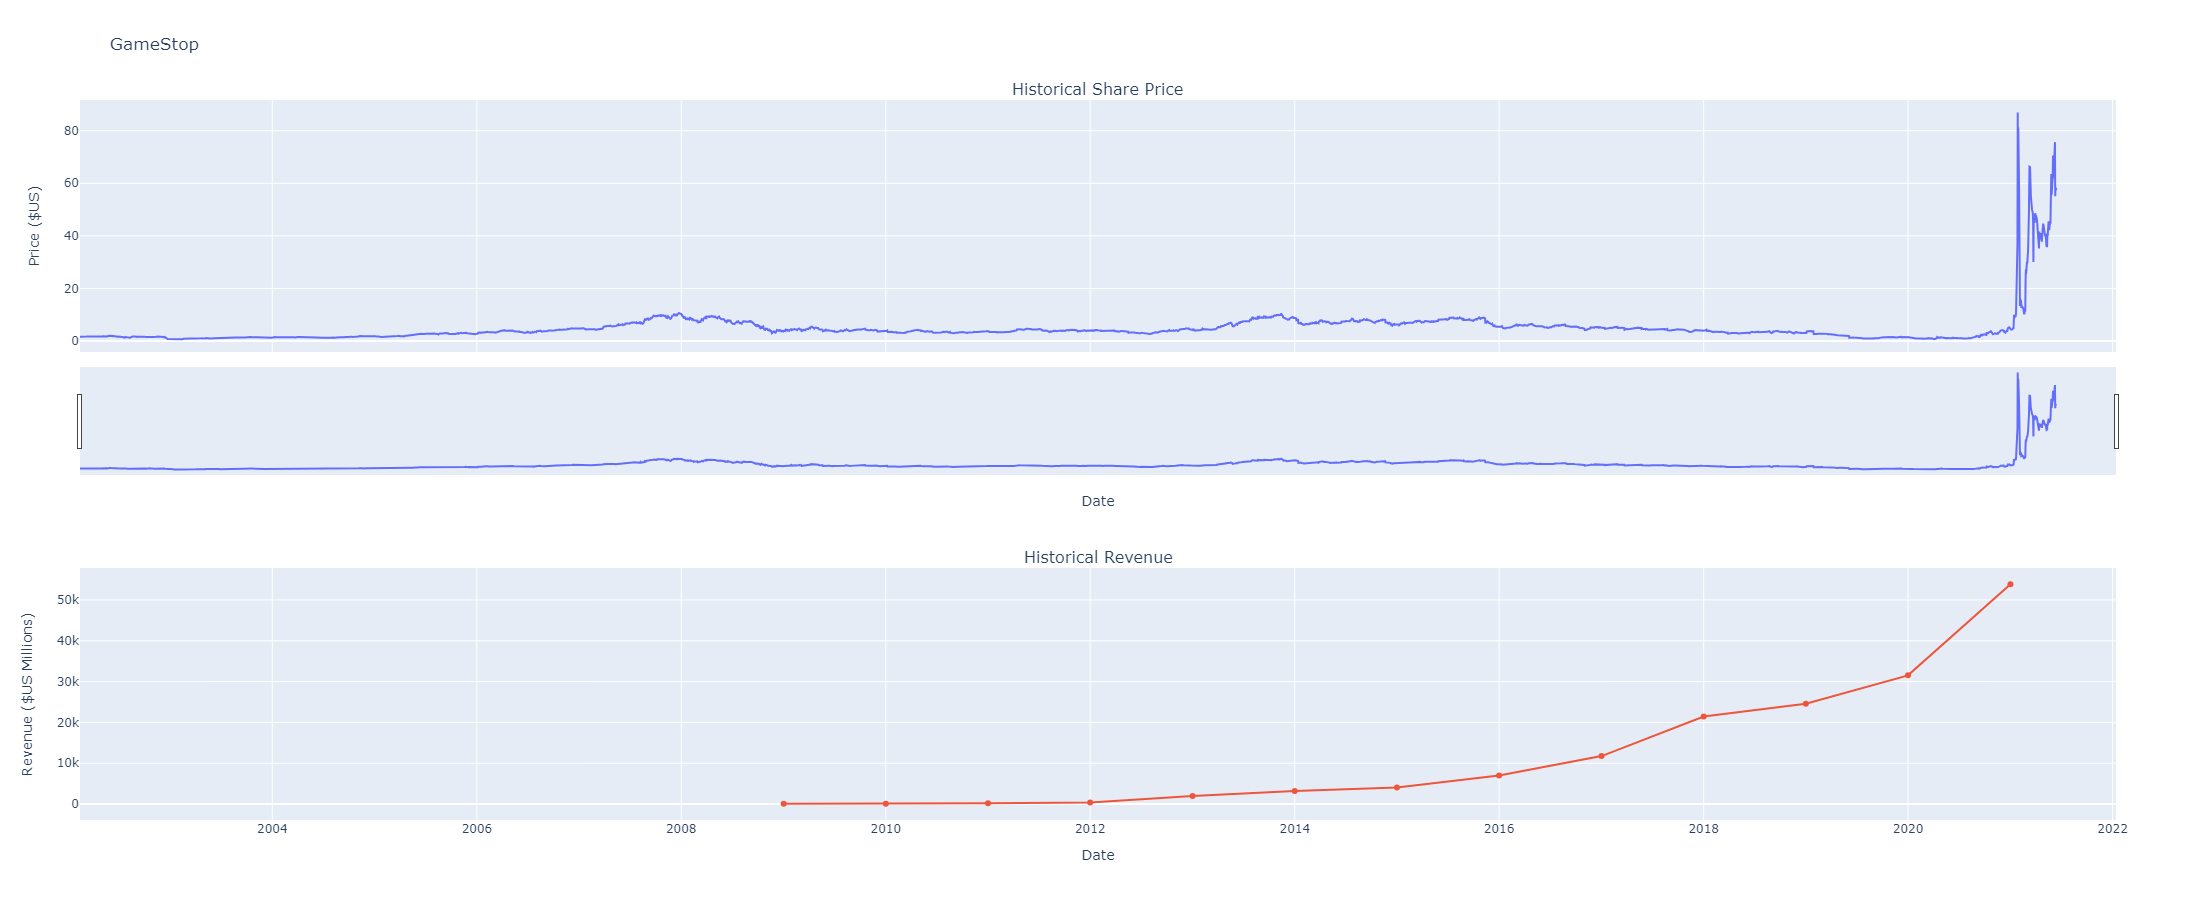 GameStop
Historical Share Price
80
60
40
20
0
Price ($US)
Date
Historical Revenue
50k
40k
30k
20k
10k
0
Revenue ($US Millions)
2004 2006 2008 2010 2012 2014 2016 2018 2020 2022
Date